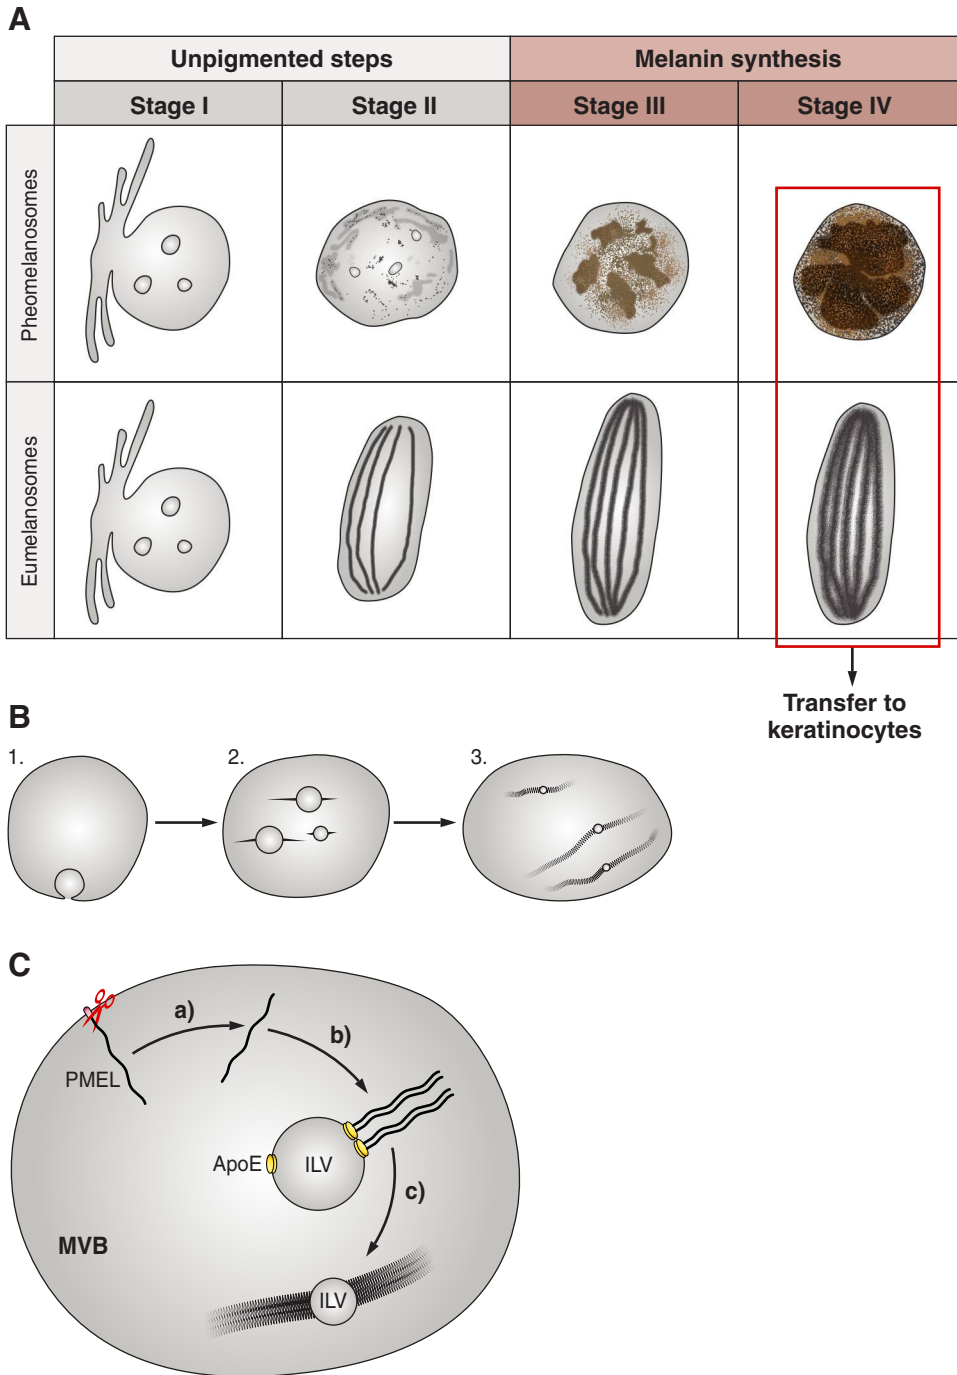 A
Unpigmented steps
Melanin synthesis
Stage I
Stage II
Stage III
Stage IV
Pheomelanosomes
Eumelanosomes
Transfer to
keratinocytes
B
1.
2.
3.
C
a)
b)
PMEL
ApoE
ILV
c)
MVB
ILV